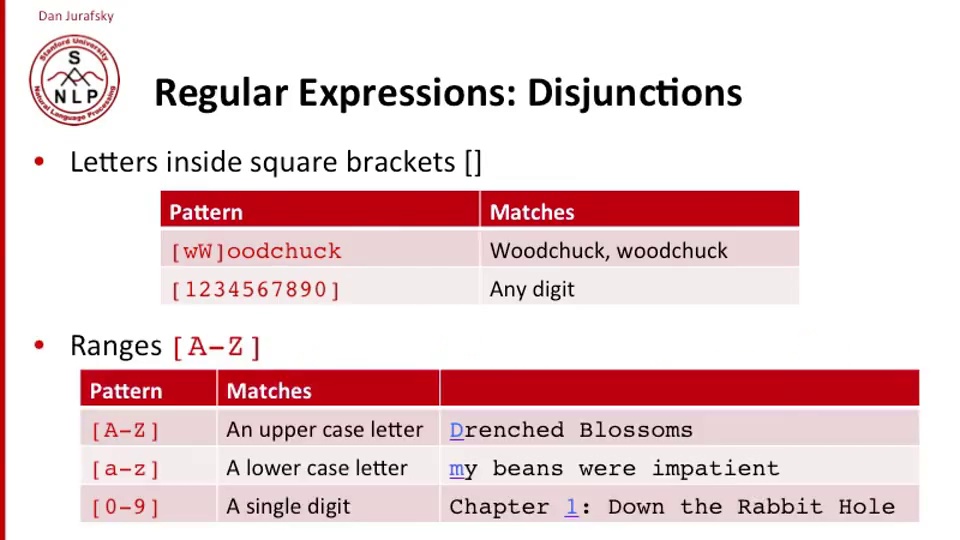 Dan Jurafsky
Stanford University
S
NLP
Natural Language Processing
Regular Expressions: Disjunctions
• Letters inside square brackets []
Pattern Matches
[wW]oodchuck Woodchuck, woodchuck
[1234567890] Any digit
• Ranges [A-Z]
Pattern Matches
[A-Z] An upper case letter Drenched Blossoms
[a-z] A lower case letter my beans were impatient
[0-9] A single digit Chapter 1: Down the Rabbit Hole